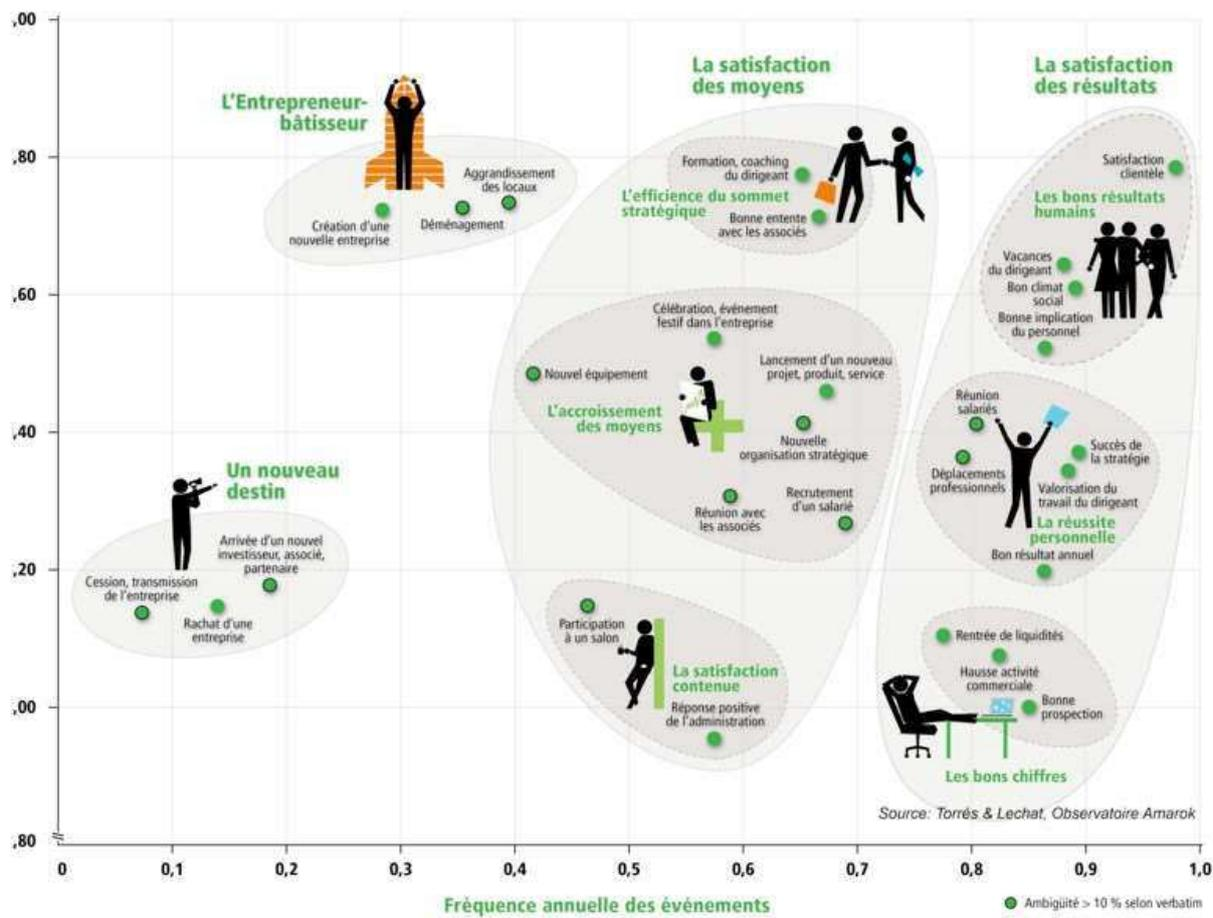 ,00
,80
,60
,40
,20
,00
,80
L'Entrepreneur-
bâtisseur
Aggrandissement
des locaux
Création d'une
nouvelle entreprise
Déménagement
Un nouveau
destin
Arrivée d'un nouvel
investisseur, associé,
partenaire
Cession, transmission
de l'entreprise
Rachat d'une
entreprise
La satisfaction
des moyens
Formation, coaching
du dirigeant
L'efficience du sommet
stratégique
Bonne entente
avec les associés
Célébration, événement
festif dans l'entreprise
Nouvel équipement
Lancement d'un nouveau
projet, produit, service
L'accroissement
des moyens
Nouvelle
organisation stratégique
Réunion avec
les associés
Recrutement
d'un salarié
Participation
à un salon
La satisfaction
contenue
Réponse positive
de l'administration
La satisfaction
des résultats
Satisfaction
clientèle
Les bons résultats
humains
Vacances
du dirigeant
Bon climat
social
Bonne implication
du personnel
Réunion
salariés
Succès de
la stratégie
Déplacements
professionnels
Valorisation du
travail du dirigeant
La réussite
personnelle
Bon résultat annuel
Rentrée de liquidités
Hausse activité
commerciale
Bonne
prospection
Les bons chiffres
Source: Torrés & Lechat, Observatoire Amarok
0 0,1 0,2 0,3 0,4 0,5 0,6 0,7 0,8 0,9 1,0
Fréquence annuelle des événements
Ambiguïté > 10 % selon verbatim